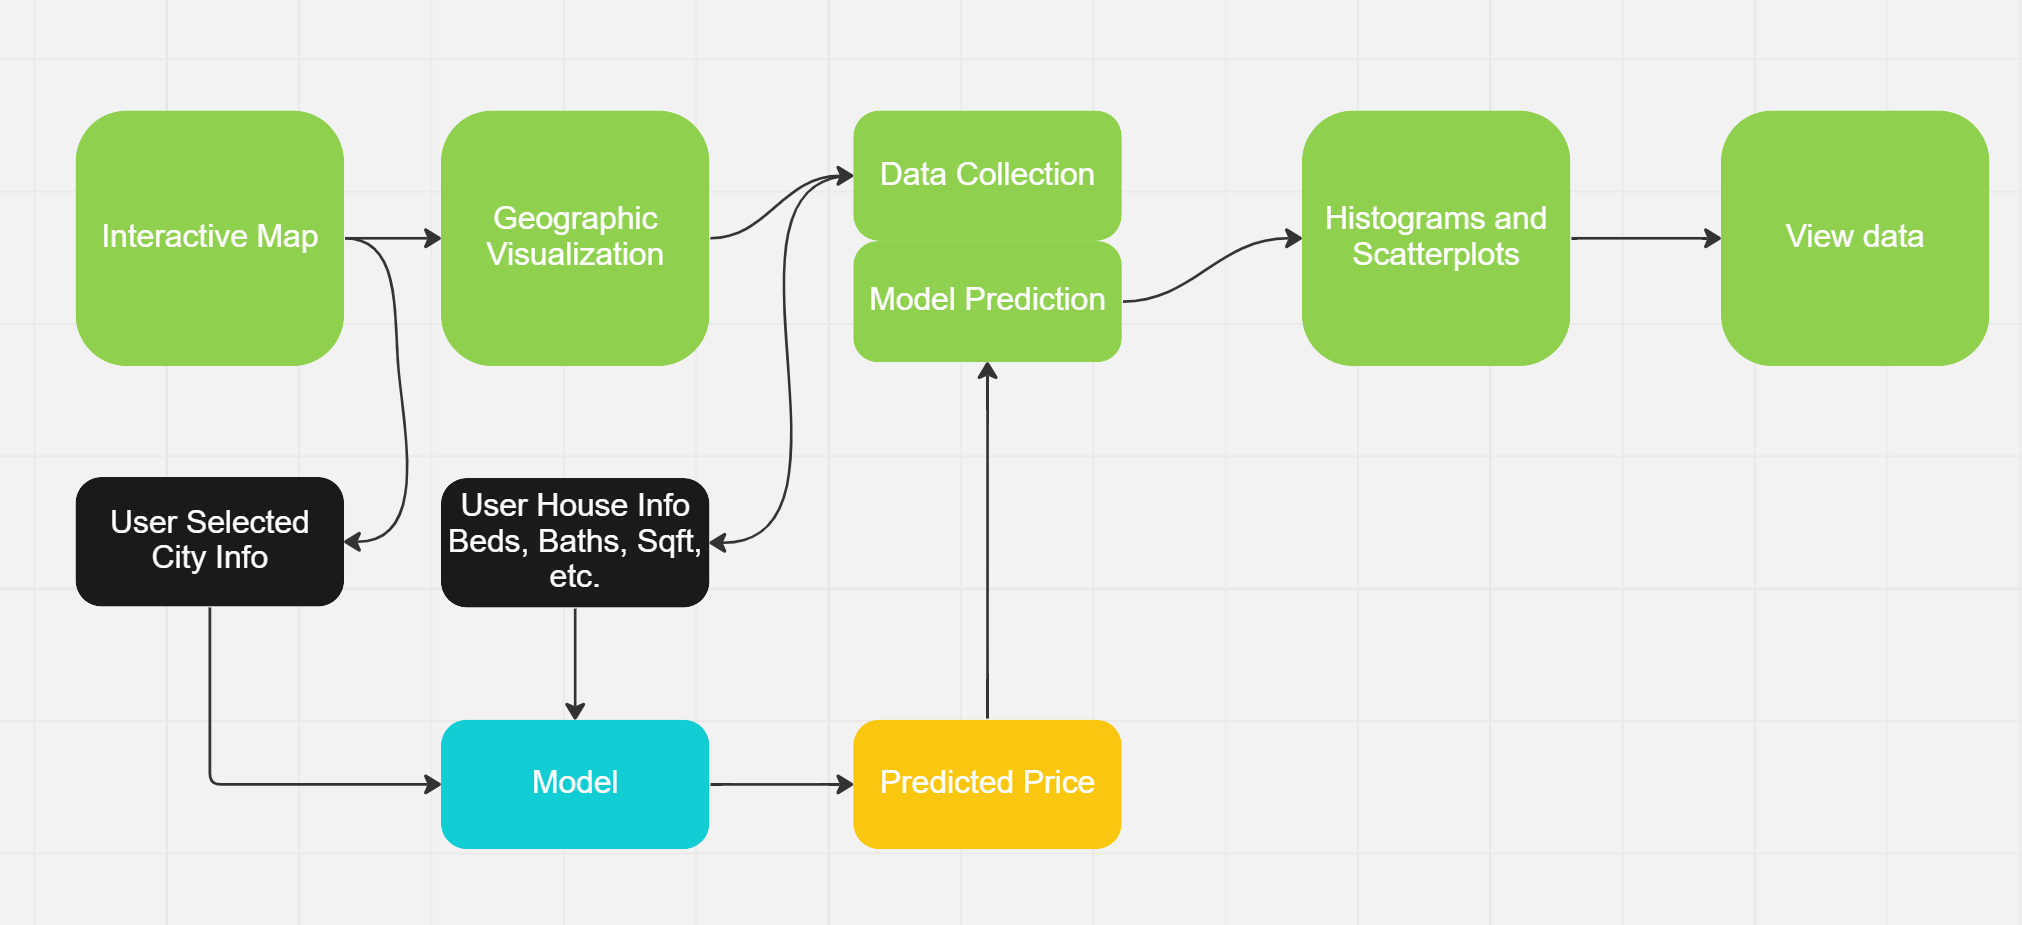 Interactive Map
Geographic
Visualization
Data Collection
Model Prediction
Histograms and
Scatterplots
View data
User Selected
City Info
User House Info
Beds, Baths, Sqft,
etc.
Model
Predicted Price